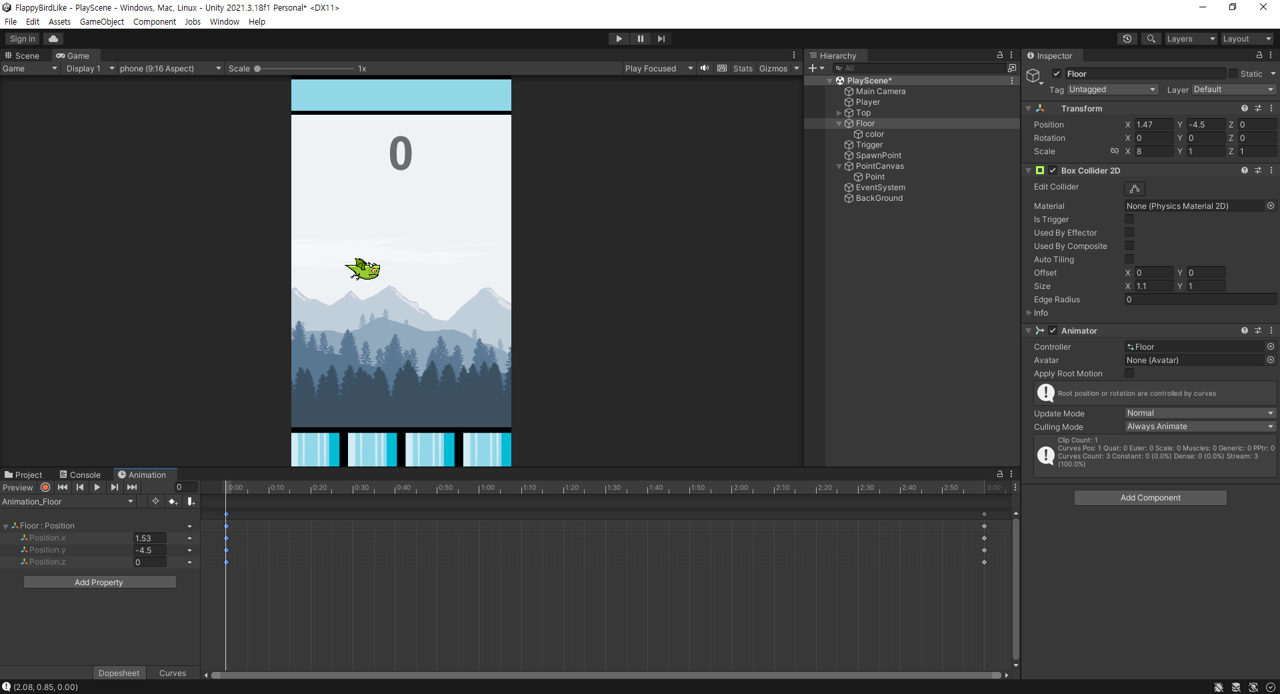 FlappyBirdLike - PlayScene - Windows, Mac, Linux - Unity 2021.3.18f1 Personal* <DX11>
File Edit Assets GameObject Component Jobs Window Help
Sign in Layers Layout
Scene Game
Game Display 1 phone (9:16 Aspect) Scale 1x Play Focused Stats Gizmos
0
Hierarchy
All
PlayScene*
Main Camera
Player
Top
Floor
color
Trigger
SpawnPoint
PointCanvas
Point
EventSystem
BackGround
Inspector
Floor Static
Tag Untagged Layer Default
Transform
Position X 1.47 Y -4.5 Z 0
Rotation X 0 Y 0 Z 0
Scale X 8 Y 1 Z 1
Box Collider 2D
Edit Collider
Material None (Physics Material 2D)
Is Trigger
Used By Effector
Used By Composite
Auto Tiling
Offset X 0 Y 0
Size X 1.1 Y 1
Edge Radius 0
Info
Animator
Controller Floor
Avatar None (Avatar)
Apply Root Motion
Root position or rotation are controlled by curves
Update Mode Normal
Culling Mode Always Animate
Clip Count: 1
Curves Pos: 1 Quat: 0 Euler: 0 Scale: 0 Muscles: 0 Generic: 0 PPtr: 0
Curves Count: 3 Constant: 0 (0.0%) Dense: 0 (0.0%) Stream: 3
(100.0%)
Add Component
Project Console Animation
Preview 0 0:00 0:10 0:20 0:30 0:40 0:50 1:00 1:10 1:20 1:30 1:40 1:50 2:00 2:10 2:20 2:30 2:40 2:50 3:00
Animation_Floor
Floor : Position
Position.x 1.53
Position.y -4.5
Position.z 0
Add Property
Dopesheet Curves
(2.08, 0.85, 0.00)